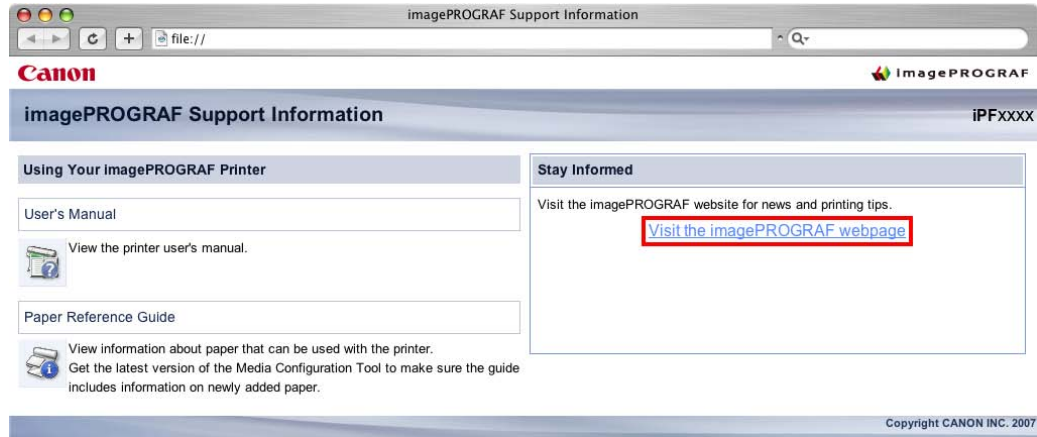 imagePROGRAF Support Information
file://
Canon
imagePROGRAF
imagePROGRAF Support Information
iPFxxxx
Using Your imagePROGRAF Printer
User's Manual
View the printer user's manual.
Paper Reference Guide
View information about paper that can be used with the printer.
Get the latest version of the Media Configuration Tool to make sure the guide
includes information on newly added paper.
Stay Informed
Visit the imagePROGRAF website for news and printing tips.
Visit the imagePROGRAF webpage
Copyright CANON INC. 2007